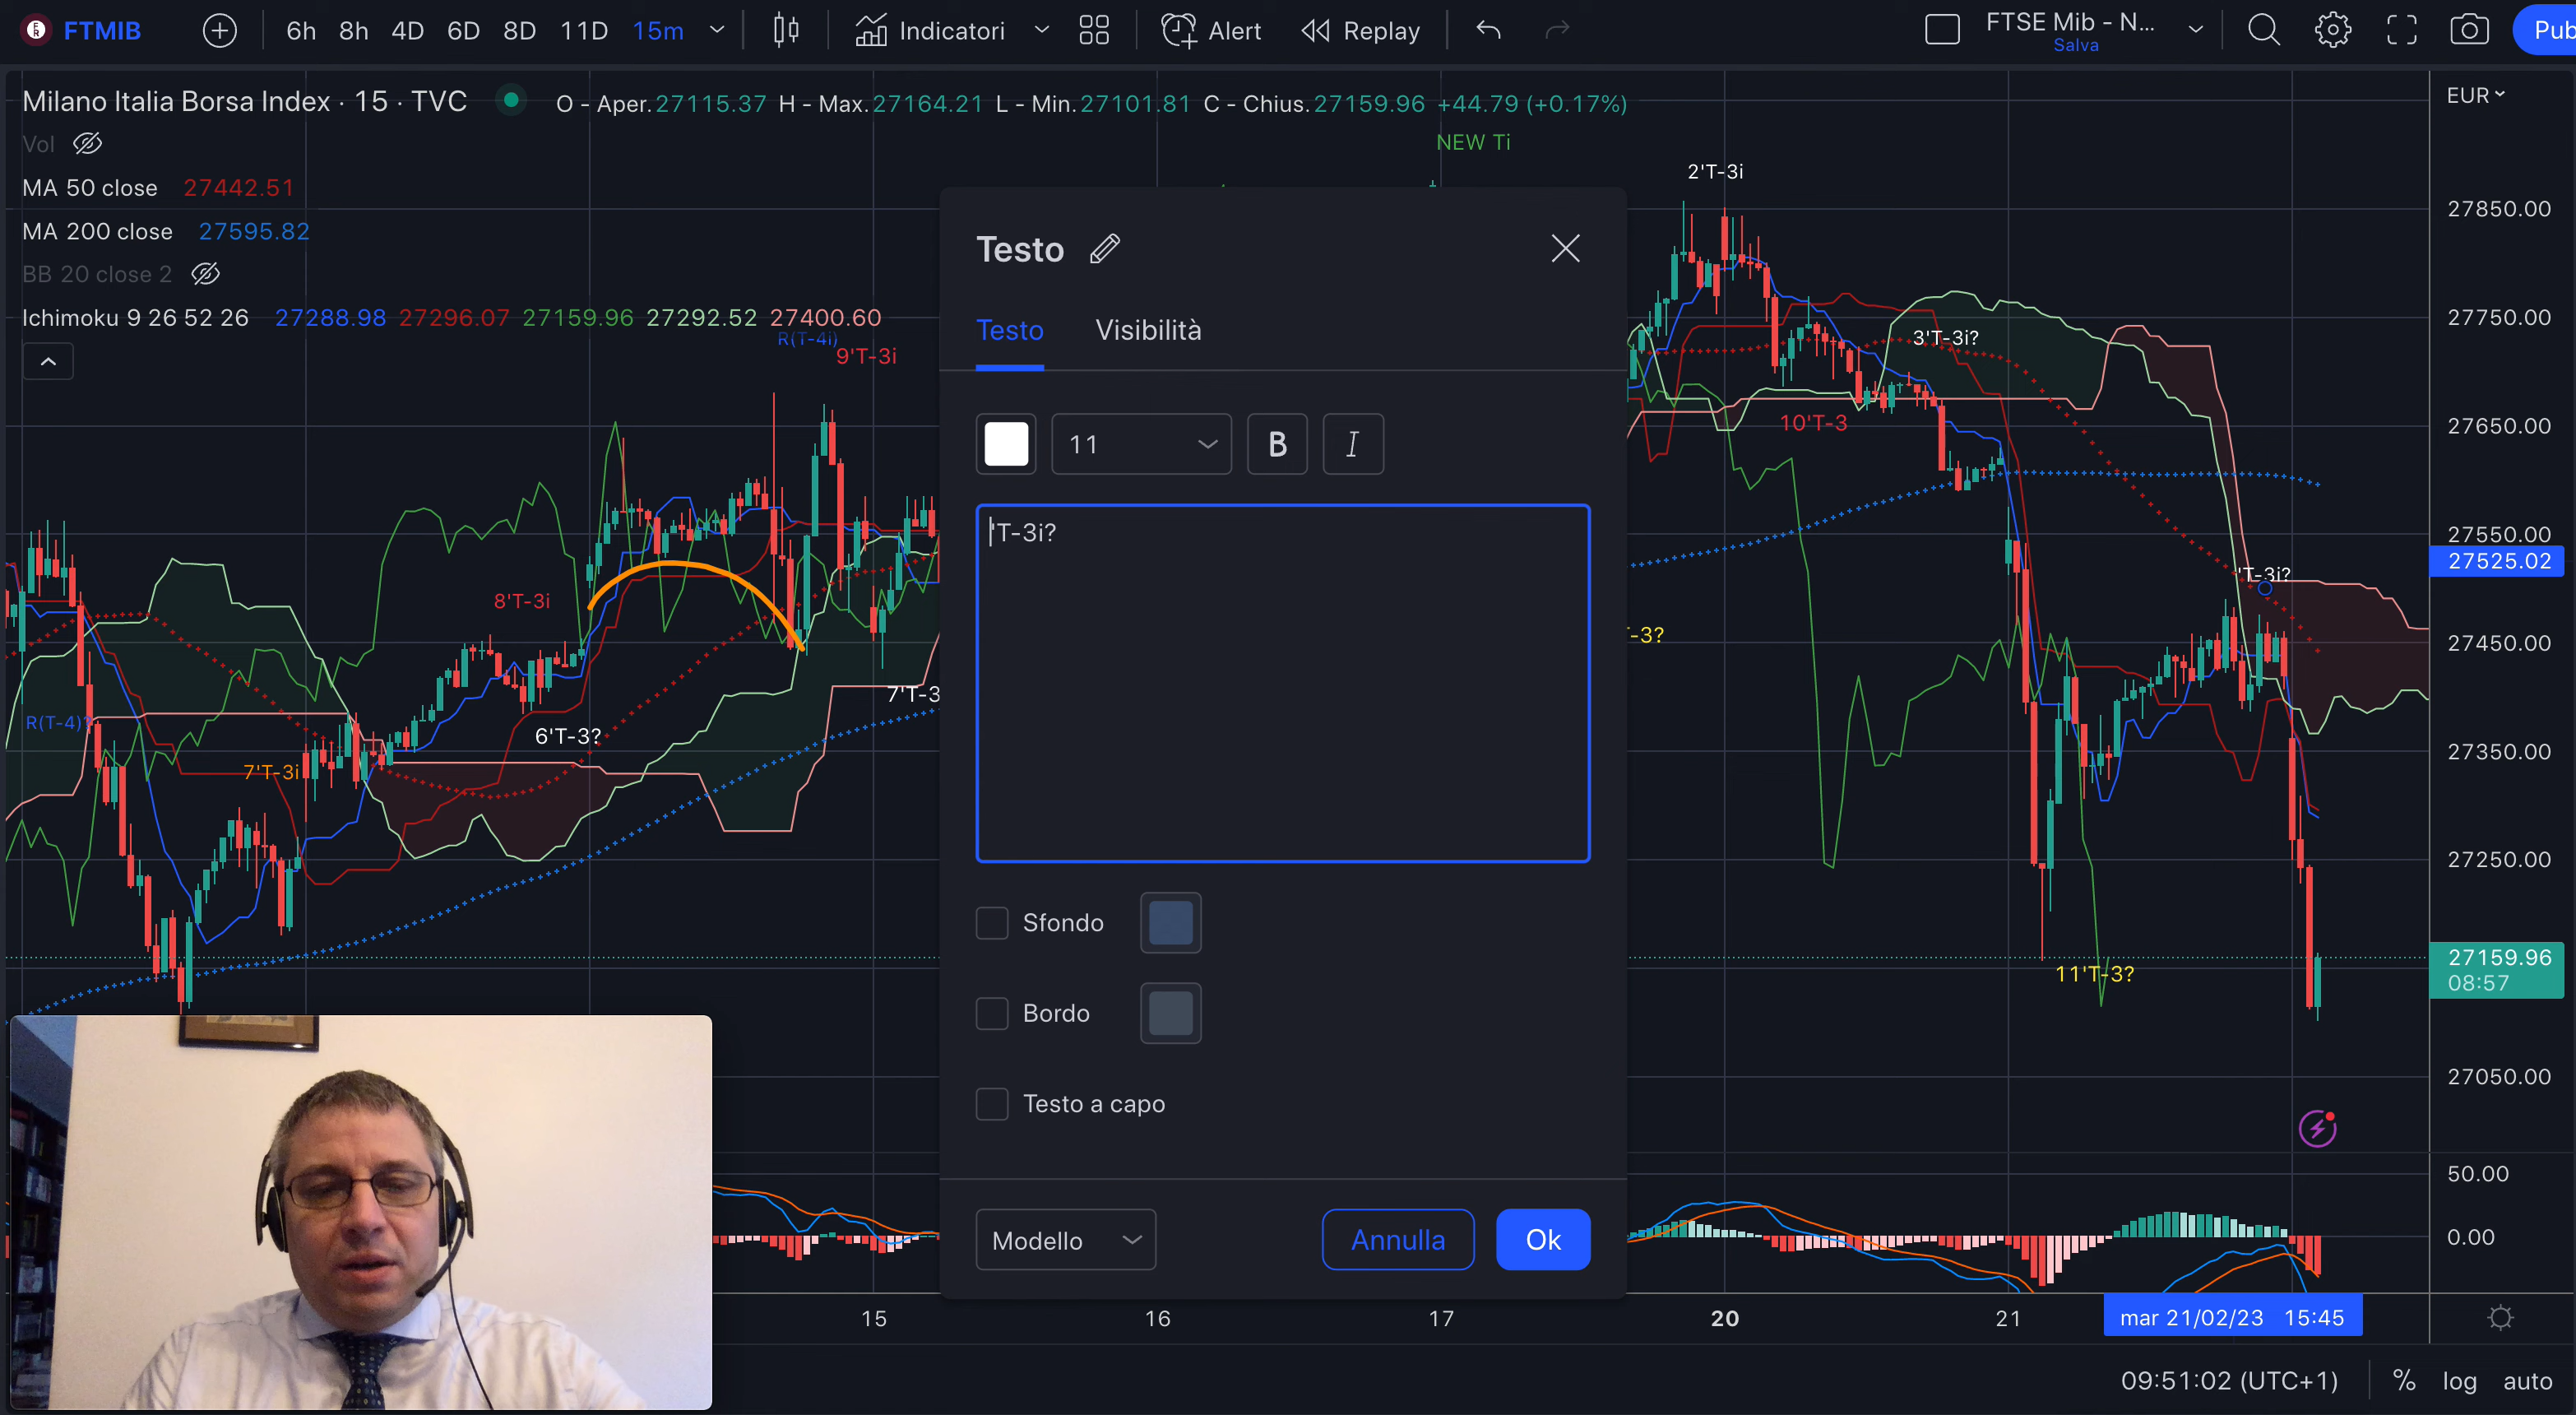 FTMIB 6h 8h 4D 6D 8D 11D 15m Indicatori Alert Replay FTSE Mib - N... Pub
Salva
Milano Italia Borsa Index · 15 · TVC O - Aper.27115.37 H - Max.27164.21 L - Min.27101.81 C - Chius.27159.96 +44.79 (+0.17%)
EUR
Vol
NEW Ti
MA 50 close 27442.51
2'T-3i
MA 200 close 27595.82
27850.00
BB 20 close 2
Ichimoku 9 26 52 26 27288.98 27296.07 27159.96 27292.52 27400.60
27750.00
R(T-4i)
9'T-3i
3'T-3i?
10'T-3
27650.00
27550.00
27525.02
'T-3i?
8'T-3i
-3?
27450.00
7'T-3
R(T-4)?
6'T-3?
27350.00
7'T-3i
27250.00
27159.96
08:57
11'T-3?
27050.00
50.00
0.00
Testo
Testo Visibilità
11 B I
'T-3i?
Sfondo
Bordo
Testo a capo
Modello Annulla Ok
15 16 17 20 21 mar 21/02/23 15:45
09:51:02 (UTC+1) % log auto